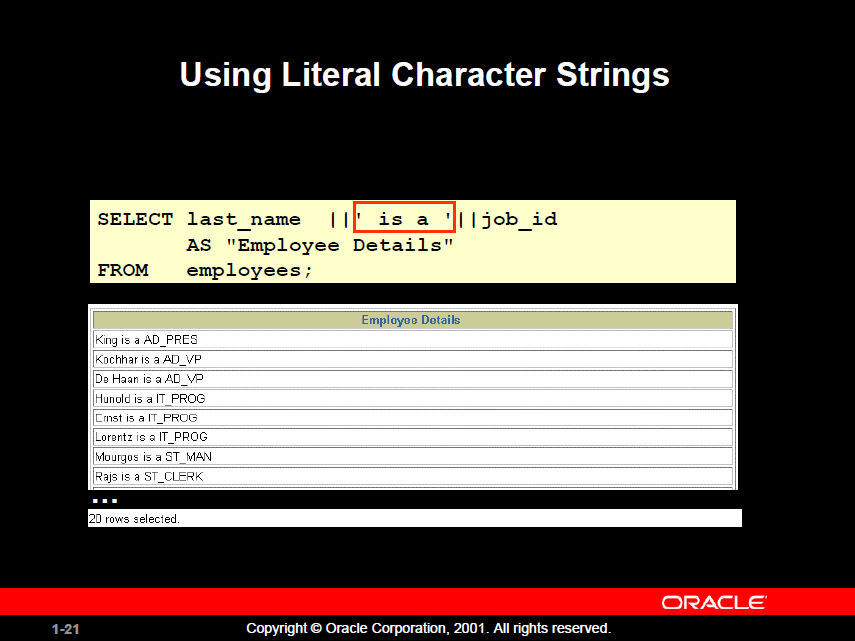 Using Literal Character Strings
SELECT last_name ||' is a '||job_id
AS "Employee Details"
FROM employees;
Employee Details
King is a AD_PRES
Kochhar is a AD_VP
De Haan is a AD_VP
Hunold is a IT_PROG
Ernst is a IT_PROG
Lorentz is a IT_PROG
Mourgos is a ST_MAN
Rajs is a ST_CLERK
...
20 rows selected.
ORACLE
1-21 Copyright © Oracle Corporation, 2001. All rights reserved.